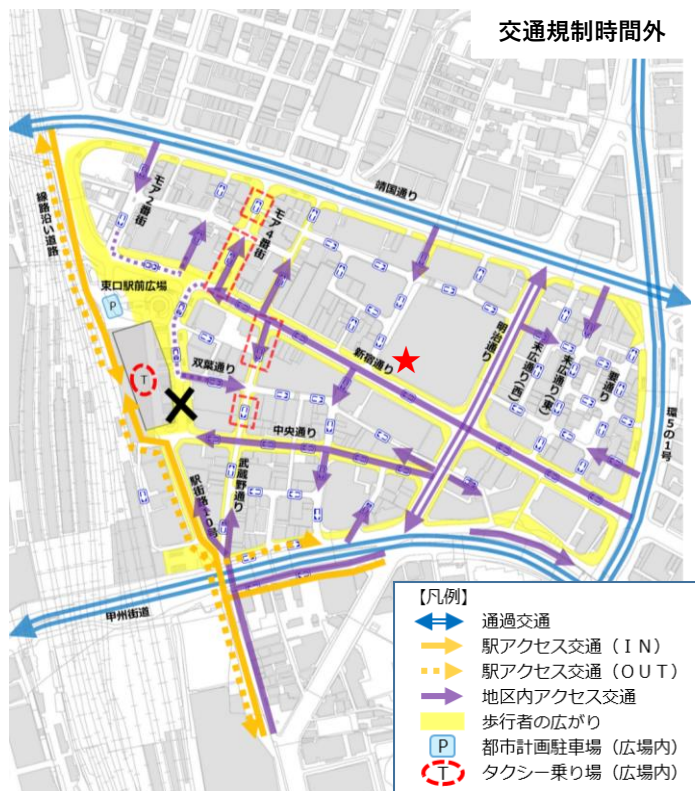 交通規制時間外
靖国通り
線路沿い道路
モア2番街
モア4番街
東口駅前広場
P
明治通り
末広通り(西)
末広通り(東)
要通り
新宿通り
双葉通り
T
環5の1号
中央通り
武蔵野通り
駅街路10号
甲州街道
【凡例】
通過交通
駅アクセス交通(IN)
駅アクセス交通(OUT)
地区内アクセス交通
歩行者の広がり
P 都市計画駐車場(広場内)
T タクシー乗り場(広場内)